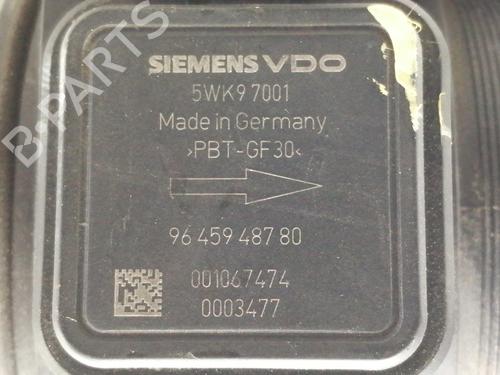 B-PARTS
SIEMENS VDO
5WK9 7001
Made in Germany
>PBT-GF30<
96 459 487 80
001067474
0003477